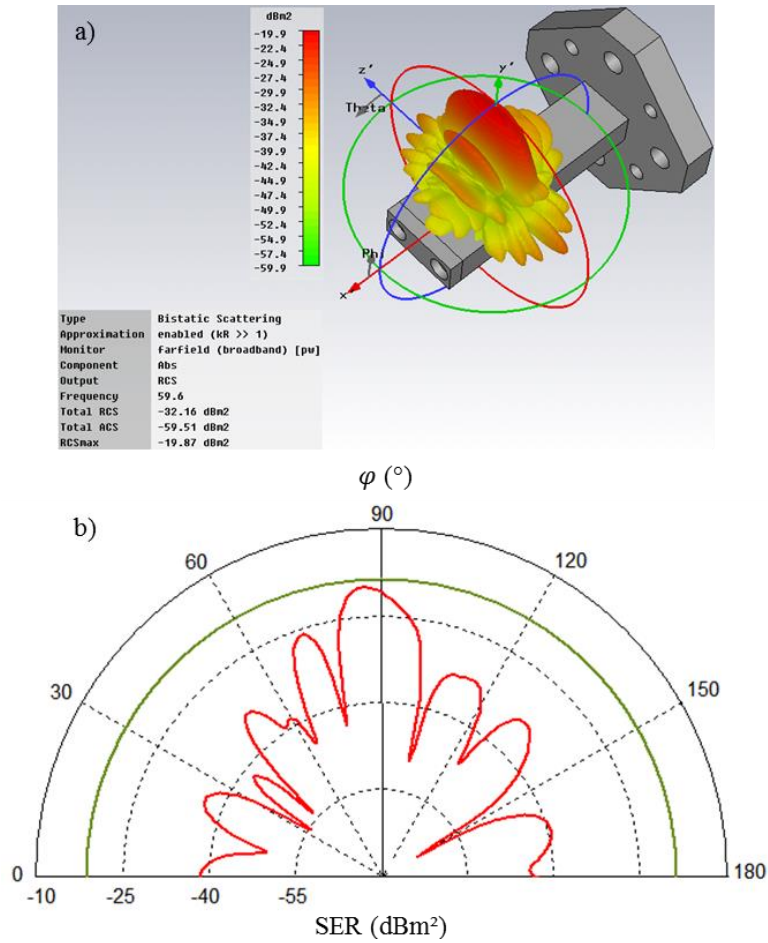 a)
dBm2
-19.9
-22.4
-24.9
-27.4
-29.9
-32.4
-34.9
-37.4
-39.9
-42.4
-44.9
-47.4
-49.9
-52.4
-54.9
-57.4
-59.9
z'
y'
Theta
Phi
x
Type Bistatic Scattering
Approximation enabled (kR >> 1)
Monitor farfield (broadband) [pw]
Component Abs
Output RCS
Frequency 59.6
Total RCS -32.16 dBm2
Total ACS -59.51 dBm2
RCSmax -19.87 dBm2
φ (°)
b)
90
60 120
30 150
0 180
-10 -25 -40 -55
SER (dBm²)